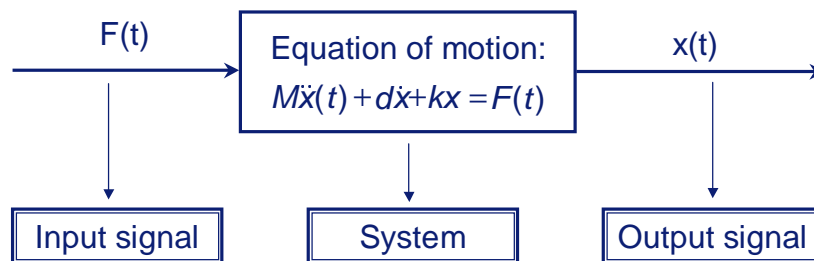 F(t)
Equation of motion:
x(t)
Mẍ(t)+dẋ+kx=F(t)
Input signal
System
Output signal